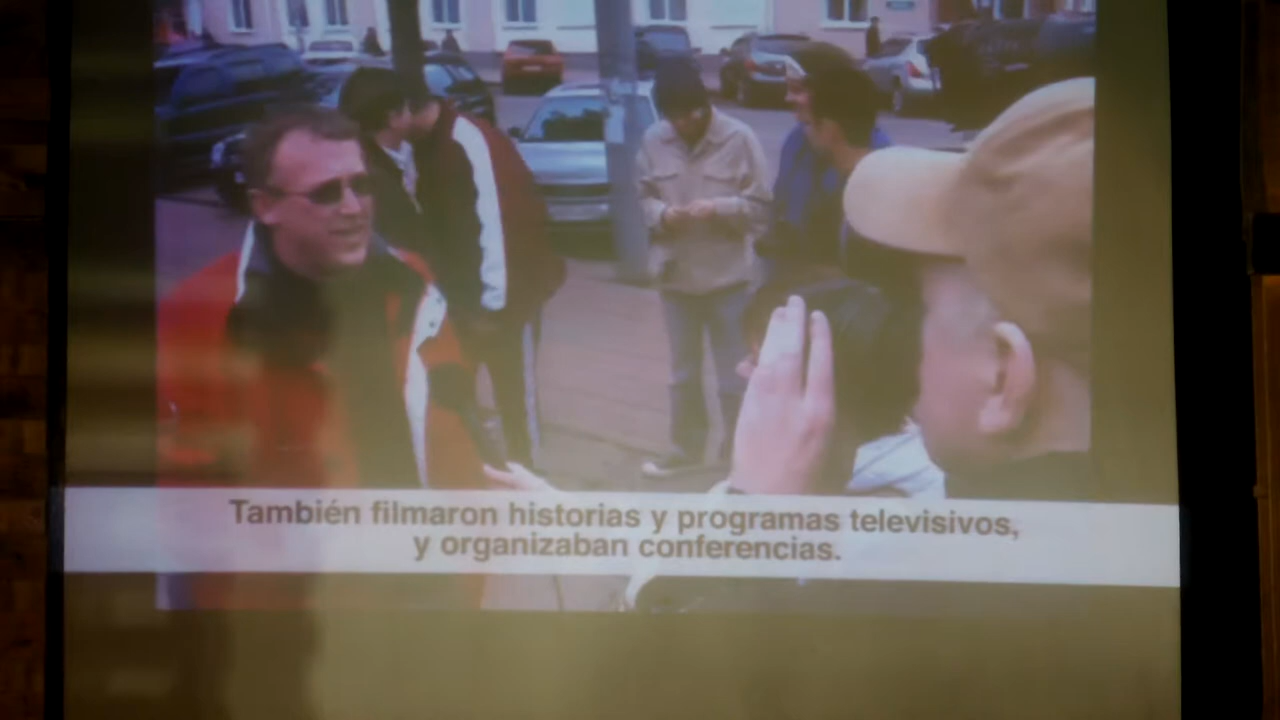 También filmaron historias y programas televisivos,
y organizaban conferencias.